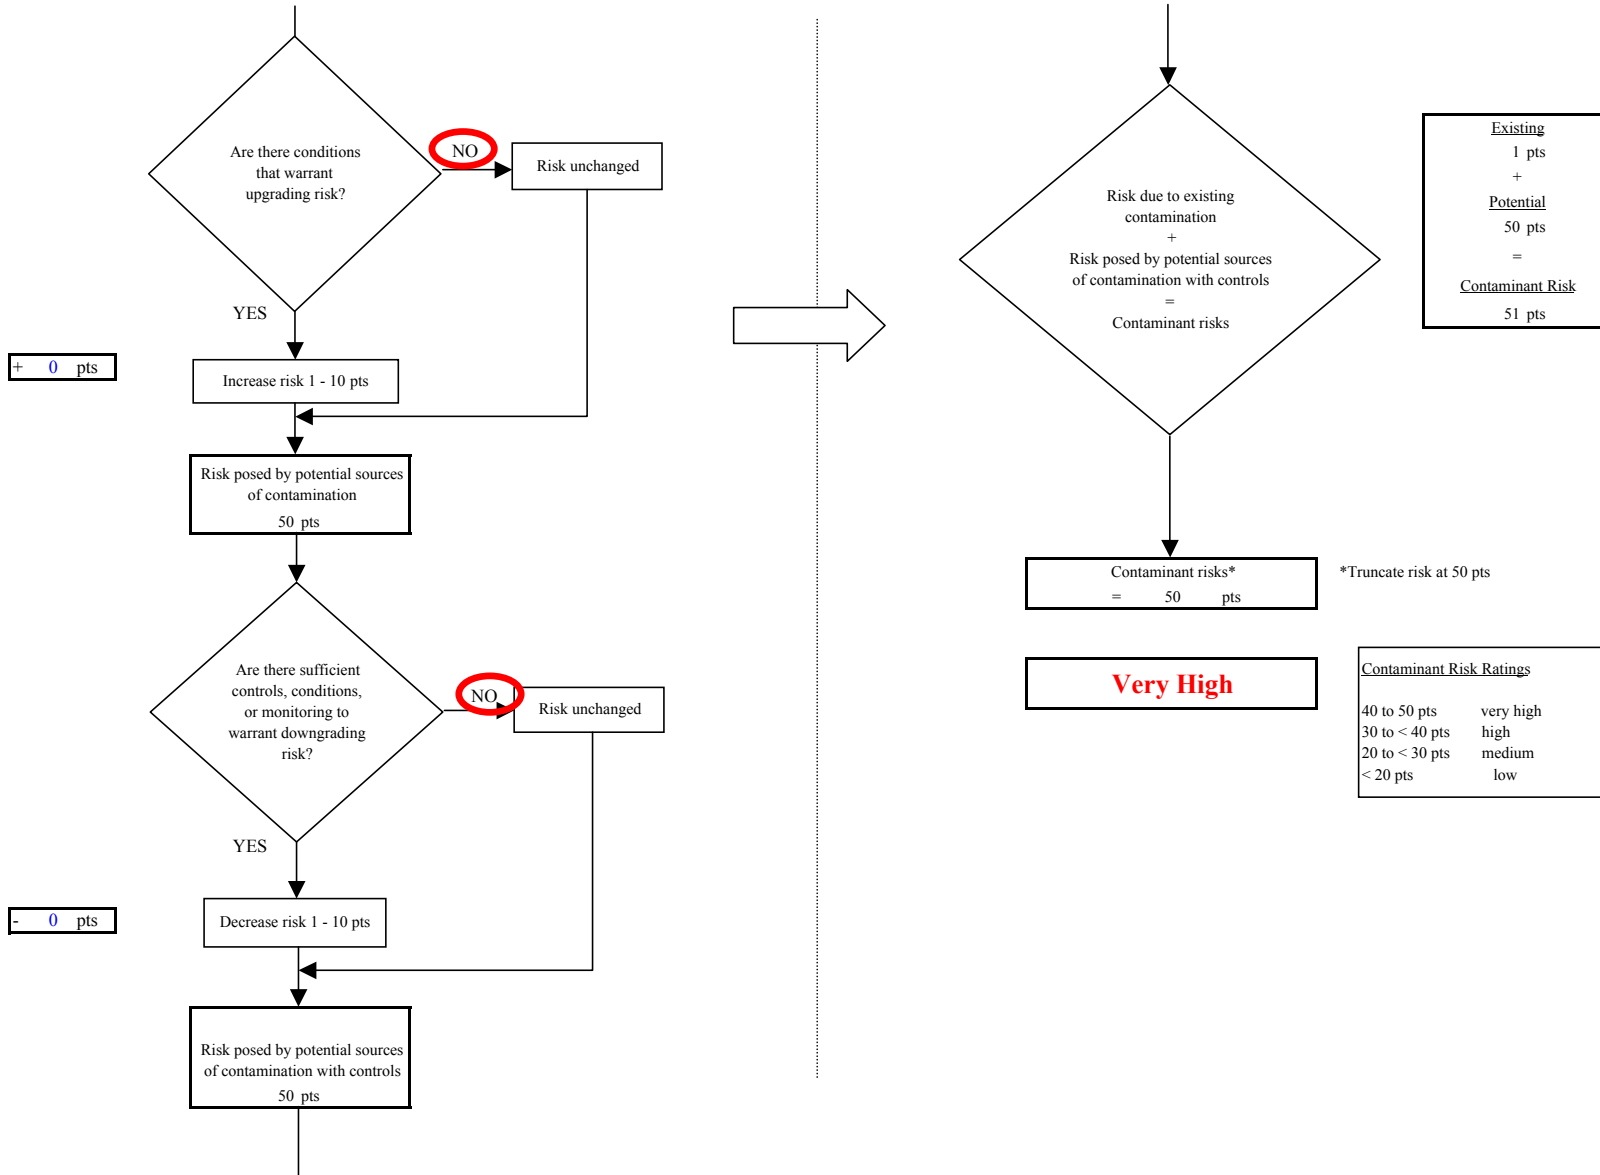 Are there conditions
that warrant
upgrading risk?
NO
Risk unchanged
YES
+ 0 pts
Increase risk 1 - 10 pts
Risk posed by potential sources
of contamination
50 pts
Are there sufficient
controls, conditions,
or monitoring to
warrant downgrading
risk?
NO
Risk unchanged
YES
- 0 pts
Decrease risk 1 - 10 pts
Risk posed by potential sources
of contamination with controls
50 pts
Risk due to existing
contamination
+
Risk posed by potential sources
of contamination with controls
=
Contaminant risks
Existing
1 pts
+
Potential
50 pts
=
Contaminant Risk
51 pts
Contaminant risks*
= 50 pts
*Truncate risk at 50 pts
Very High
Contaminant Risk Ratings
40 to 50 pts very high
30 to < 40 pts high
20 to < 30 pts medium
< 20 pts low